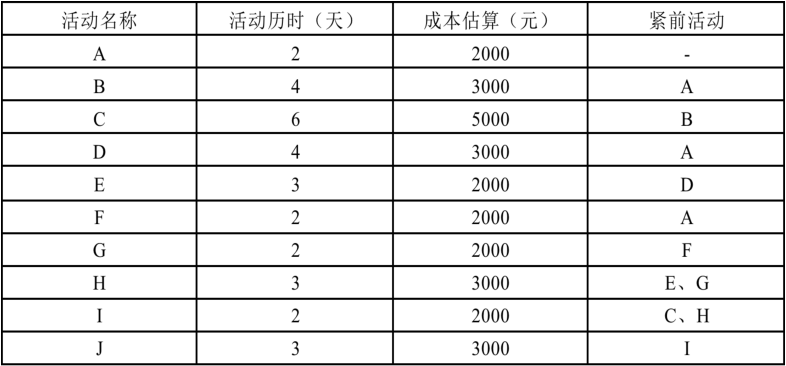 活动名称 活动历时（天） 成本估算（元） 紧前活动
A 2 2000 -
B 4 3000 A
C 6 5000 B
D 4 3000 A
E 3 2000 D
F 2 2000 A
G 2 2000 F
H 3 3000 E、G
I 2 2000 C、H
J 3 3000 I